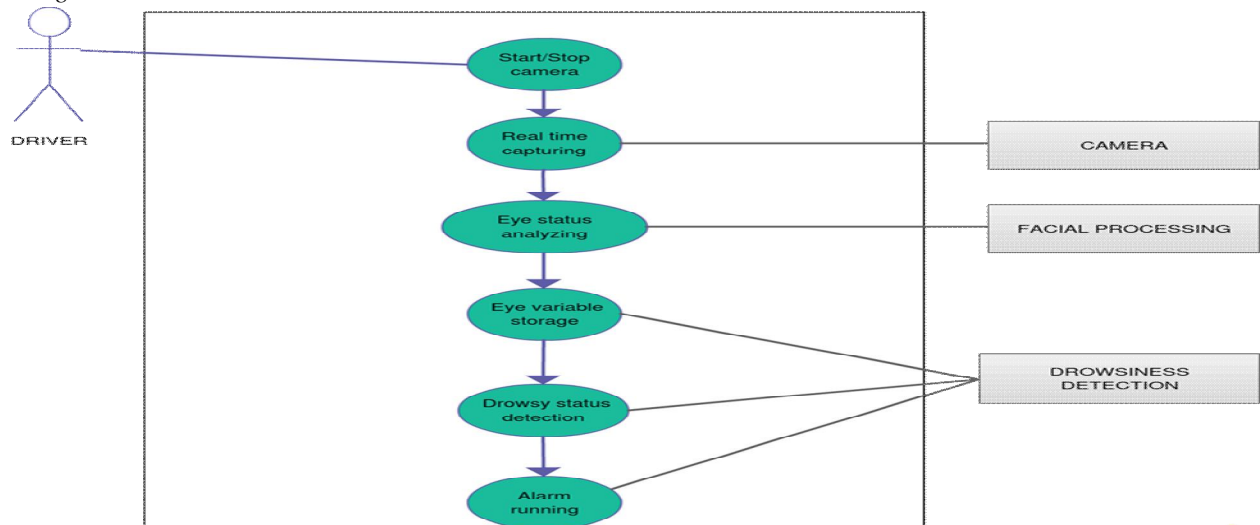 Start/Stop
camera
DRIVER
Real time
capturing
CAMERA
Eye status
analyzing
FACIAL PROCESSING
Eye variable
storage
DROWSINESS
DETECTION
Drowsy status
detection
Alarm
running